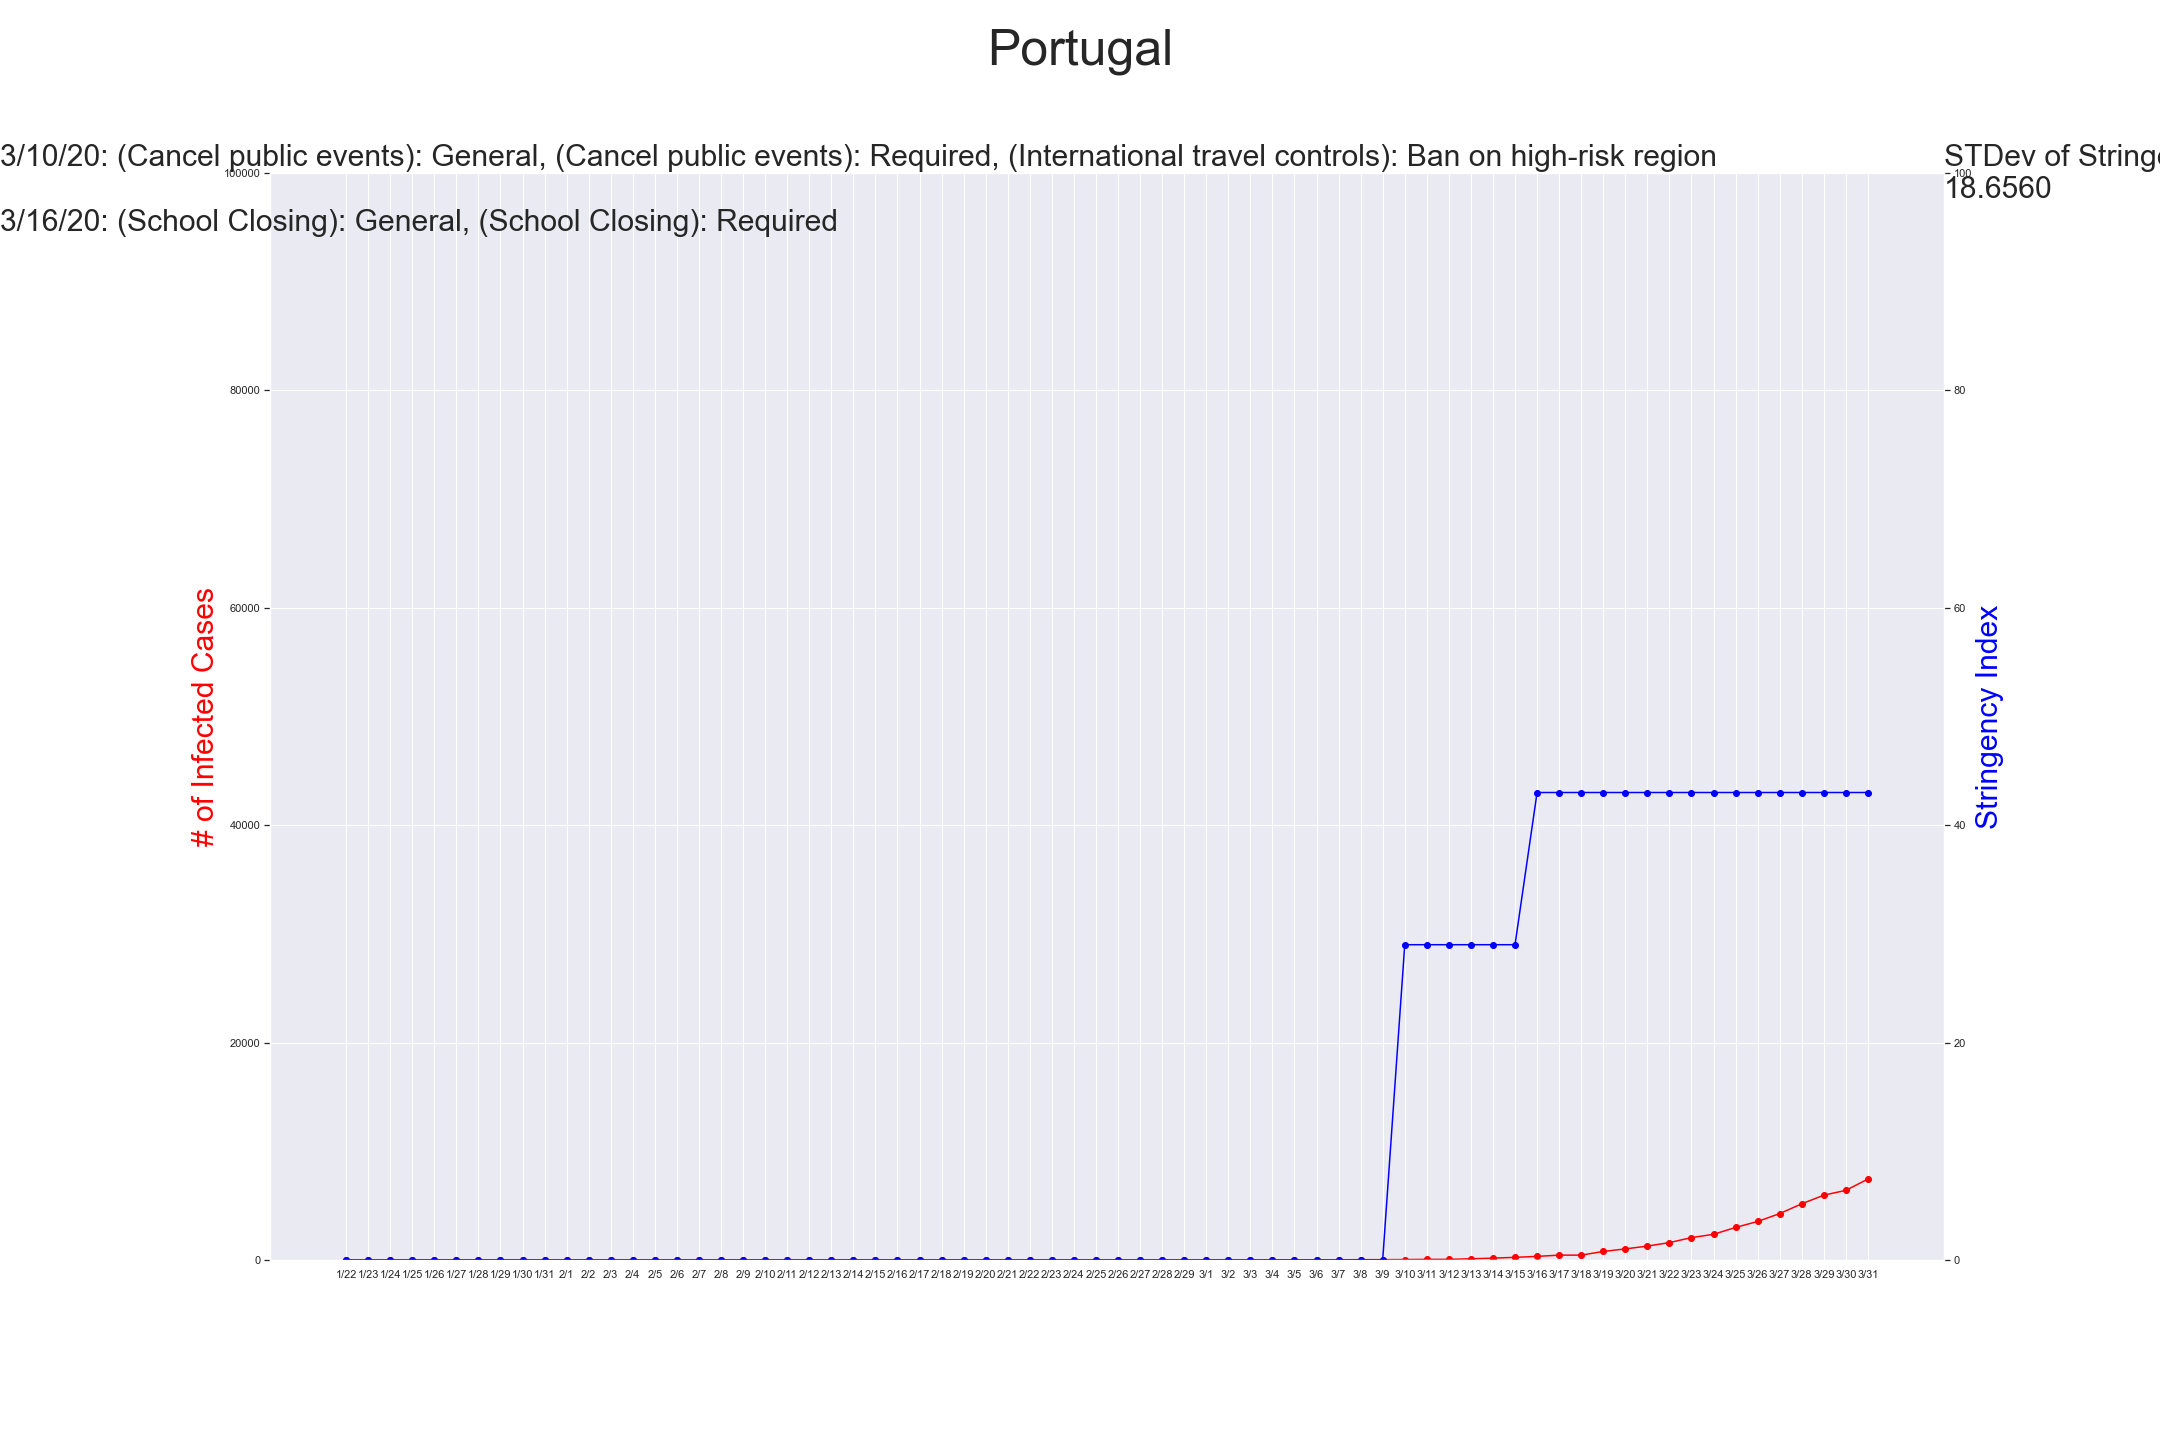 Portugal
3/10/20: (Cancel public events): General, (Cancel public events): Required, (International travel controls): Ban on high-risk region
STDev of Stringe
18.6560
3/16/20: (School Closing): General, (School Closing): Required
100000
80000
60000
40000
20000
0
# of Infected Cases
100
80
60
40
20
0
Stringency Index
1/22 1/23 1/24 1/25 1/26 1/27 1/28 1/29 1/30 1/31 2/1 2/2 2/3 2/4 2/5 2/6 2/7 2/8 2/9 2/10 2/11 2/12 2/13 2/14 2/15 2/16 2/17 2/18 2/19 2/20 2/21 2/22 2/23 2/24 2/25 2/26 2/27 2/28 2/29 3/1 3/2 3/3 3/4 3/5 3/6 3/7 3/8 3/9 3/10 3/11 3/12 3/13 3/14 3/15 3/16 3/17 3/18 3/19 3/20 3/21 3/22 3/23 3/24 3/25 3/26 3/27 3/28 3/29 3/30 3/31